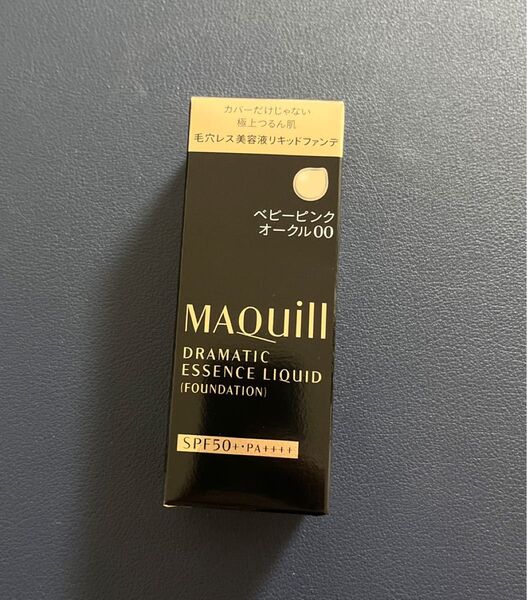 カバーだけじゃない
極上つるん肌
毛穴レス美容液リキッドファンデ
ベビーピンク
オークル00
MAQuill
DRAMATIC
ESSENCE LIQUID
(FOUNDATION)
SPF50+・PA++++